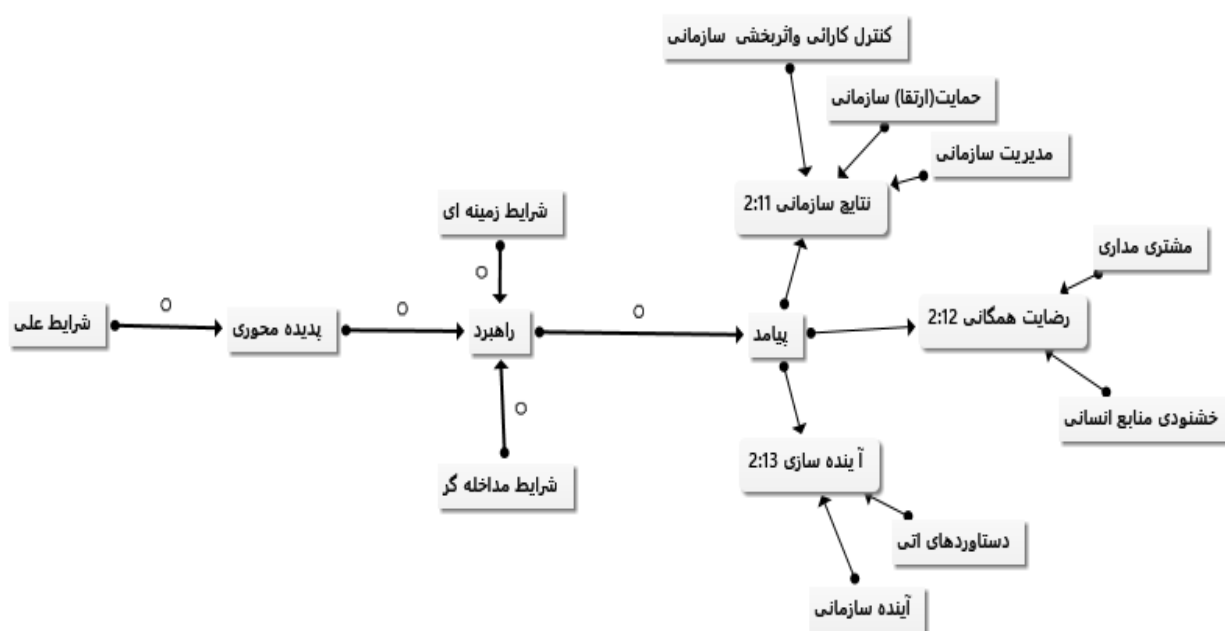 کنترل کارائی واثربخشی سازمانی
حمایت(ارتقا) سازمانی
مدیریت سازمانی
نتایج سازمانی 2:11
شرایط زمینه ای
مشتری مداری
شرایط علی
پدیده محوری
راهبرد
پیامد
رضایت همگانی 2:12
خشنودی منابع انسانی
آ ینده سازی 2:13
شرایط مداخله گر
دستاوردهای اتی
آینده سازمانی